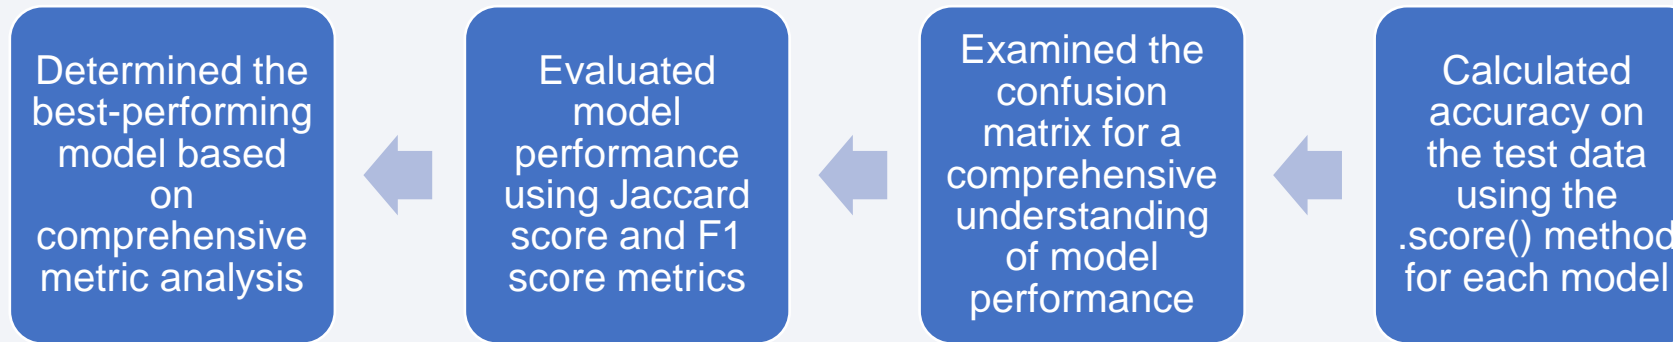 Determined the
best-performing
model based
on
comprehensive
metric analysis
Evaluated
model
performance
using Jaccard
score and F1
score metrics
Examined the
confusion
matrix for a
comprehensive
understanding
of model
performance
Calculated
accuracy on
the test data
using the
.score() method
for each model